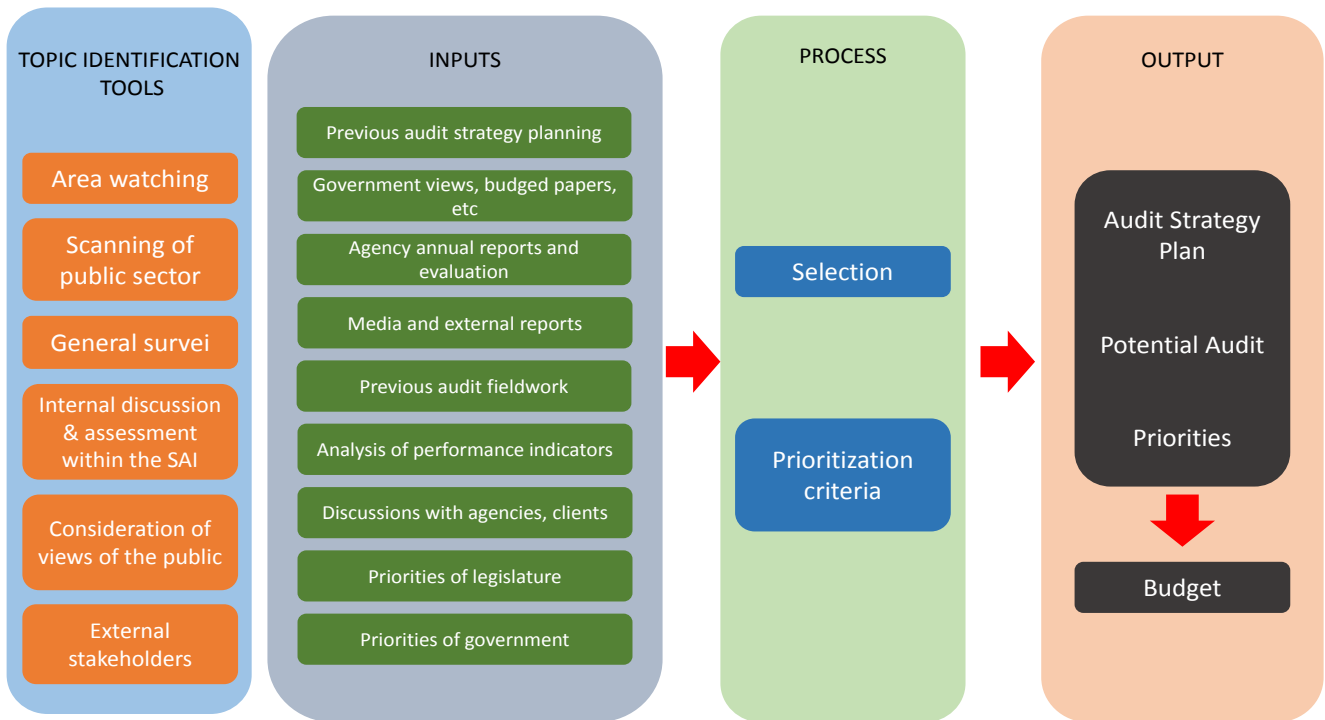 TOPIC IDENTIFICATION
TOOLS
Area watching
Scanning of
public sector
General survei
Internal discussion
& assessment
within the SAI
Consideration of
views of the public
External
stakeholders
INPUTS
Previous audit strategy planning
Government views, budged papers,
etc
Agency annual reports and
evaluation
Media and external reports
Previous audit fieldwork
Analysis of performance indicators
Discussions with agencies, clients
Priorities of legislature
Priorities of government
PROCESS
Selection
Prioritization
criteria
OUTPUT
Audit Strategy
Plan
Potential Audit
Priorities
Budget